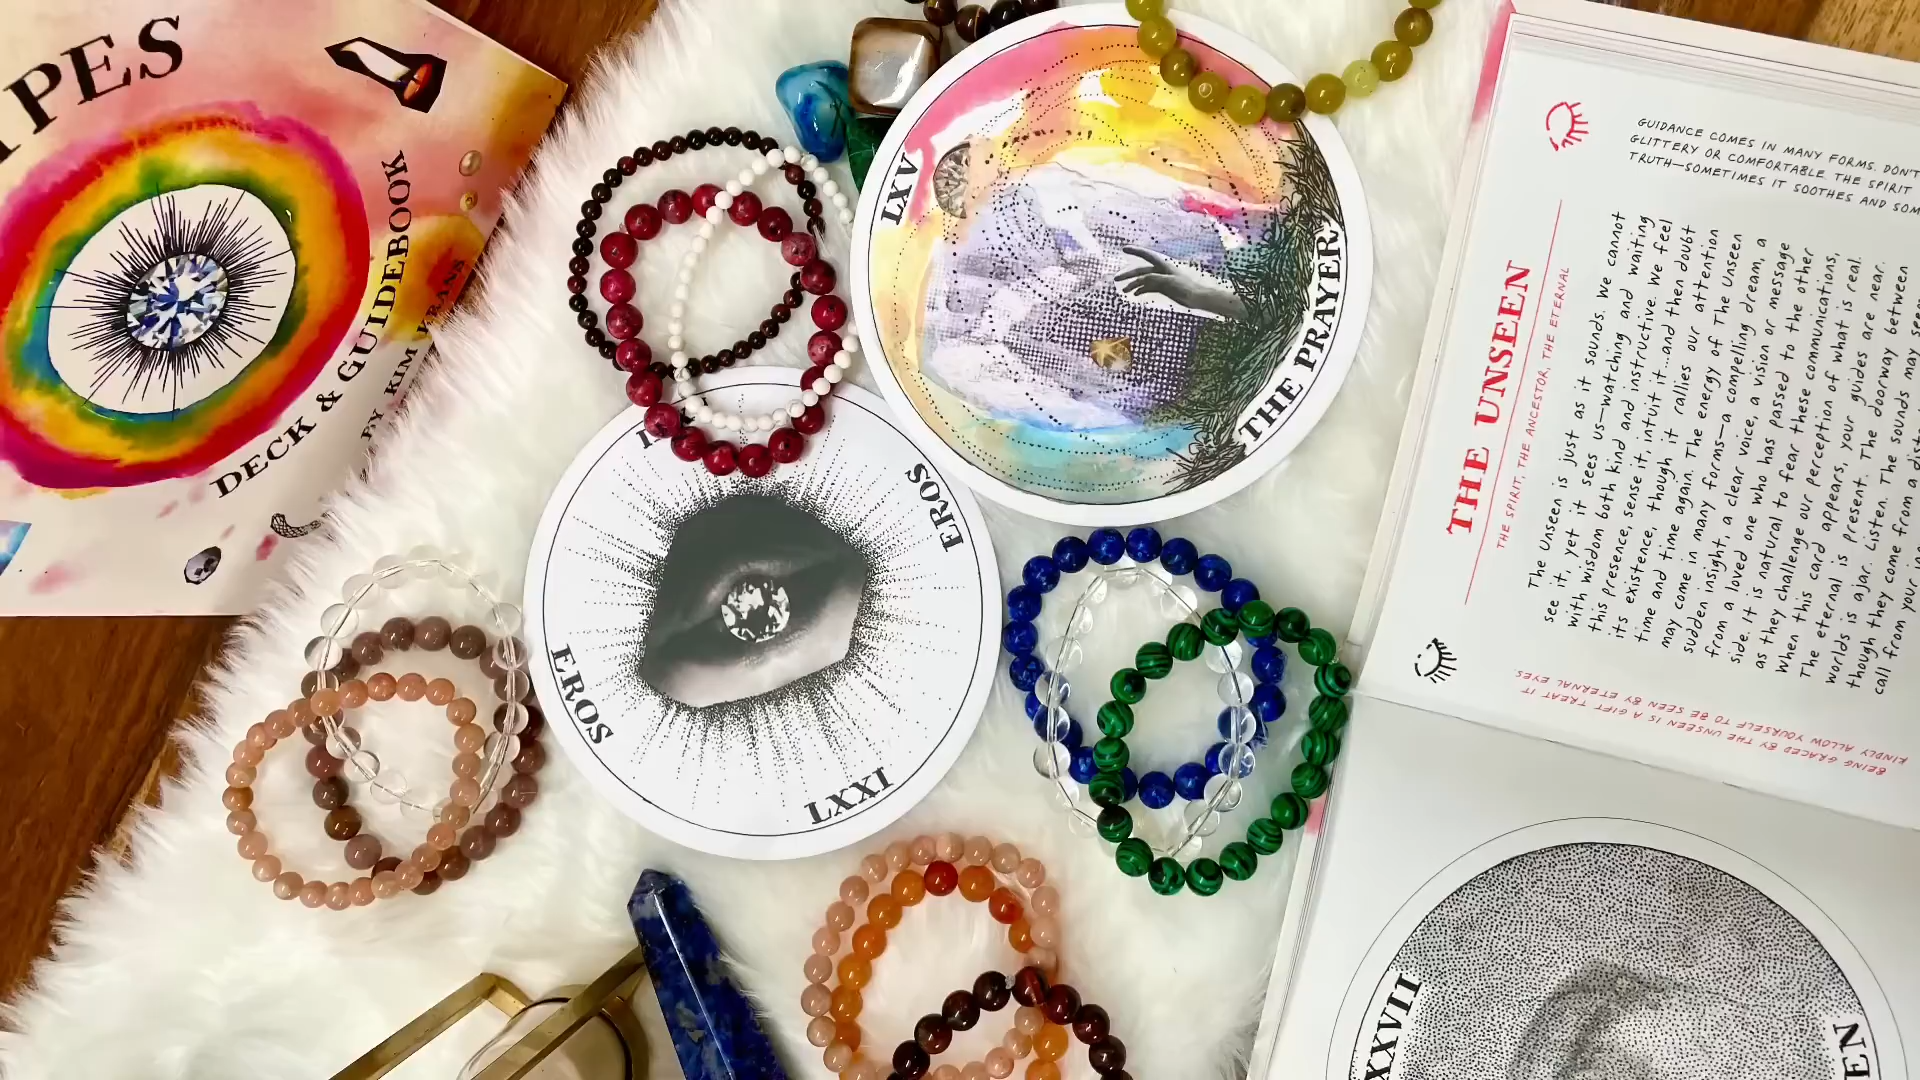 PES
DECK & GUIDEBOOK
BY KIM KRANS
LXV
THE PRAYER
EROS
EROS
LXXI
GUIDANCE COMES IN MANY FORMS. DON'T
GLITTERY OR COMFORTABLE. THE SPIRIT
TRUTH—SOMETIMES IT SOOTHES AND SOM
THE UNSEEN
THE SPIRIT, THE ANCESTOR, THE ETERNAL
The Unseen is just as it sounds. We cannot
see it, yet it sees us—watching and waiting
with wisdom both kind and instructive. We feel
this presence, sense it, intuit it...and then doubt
its existence, though it rallies our attention
time and time again. The energy of The Unseen
may come in many forms—a compelling dream, a
sudden insight, a clear voice, a vision or message
from a loved one who has passed to the other
side. It is natural to fear these communications,
as they challenge our perception of what is real.
When this card appears, your guides are near.
The eternal is present. The doorway between
worlds is ajar. Listen. The sounds may seem
though they come from a
call from your
BEING GRACED BY THE UNSEEN IS A GIFT TREAT IT
KINDLY ALLOW YOURSELF TO BE SEEN BY ETERNAL EYES
XXVII
EN